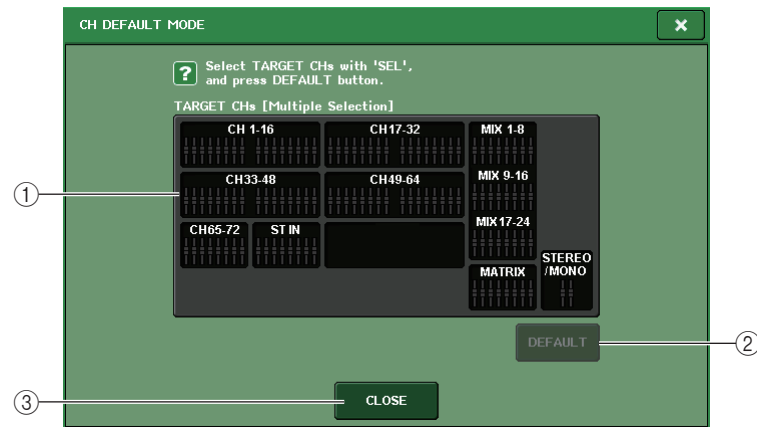 CH DEFAULT MODE
×
? Select TARGET CHs with 'SEL',
and press DEFAULT button.
TARGET CHs [Multiple Selection]
CH 1-16 CH17-32 MIX 1-8
① CH33-48 CH49-64 MIX 9-16
CH65-72 ST IN MIX17-24
MATRIX STEREO
/MONO
DEFAULT ②
③ CLOSE